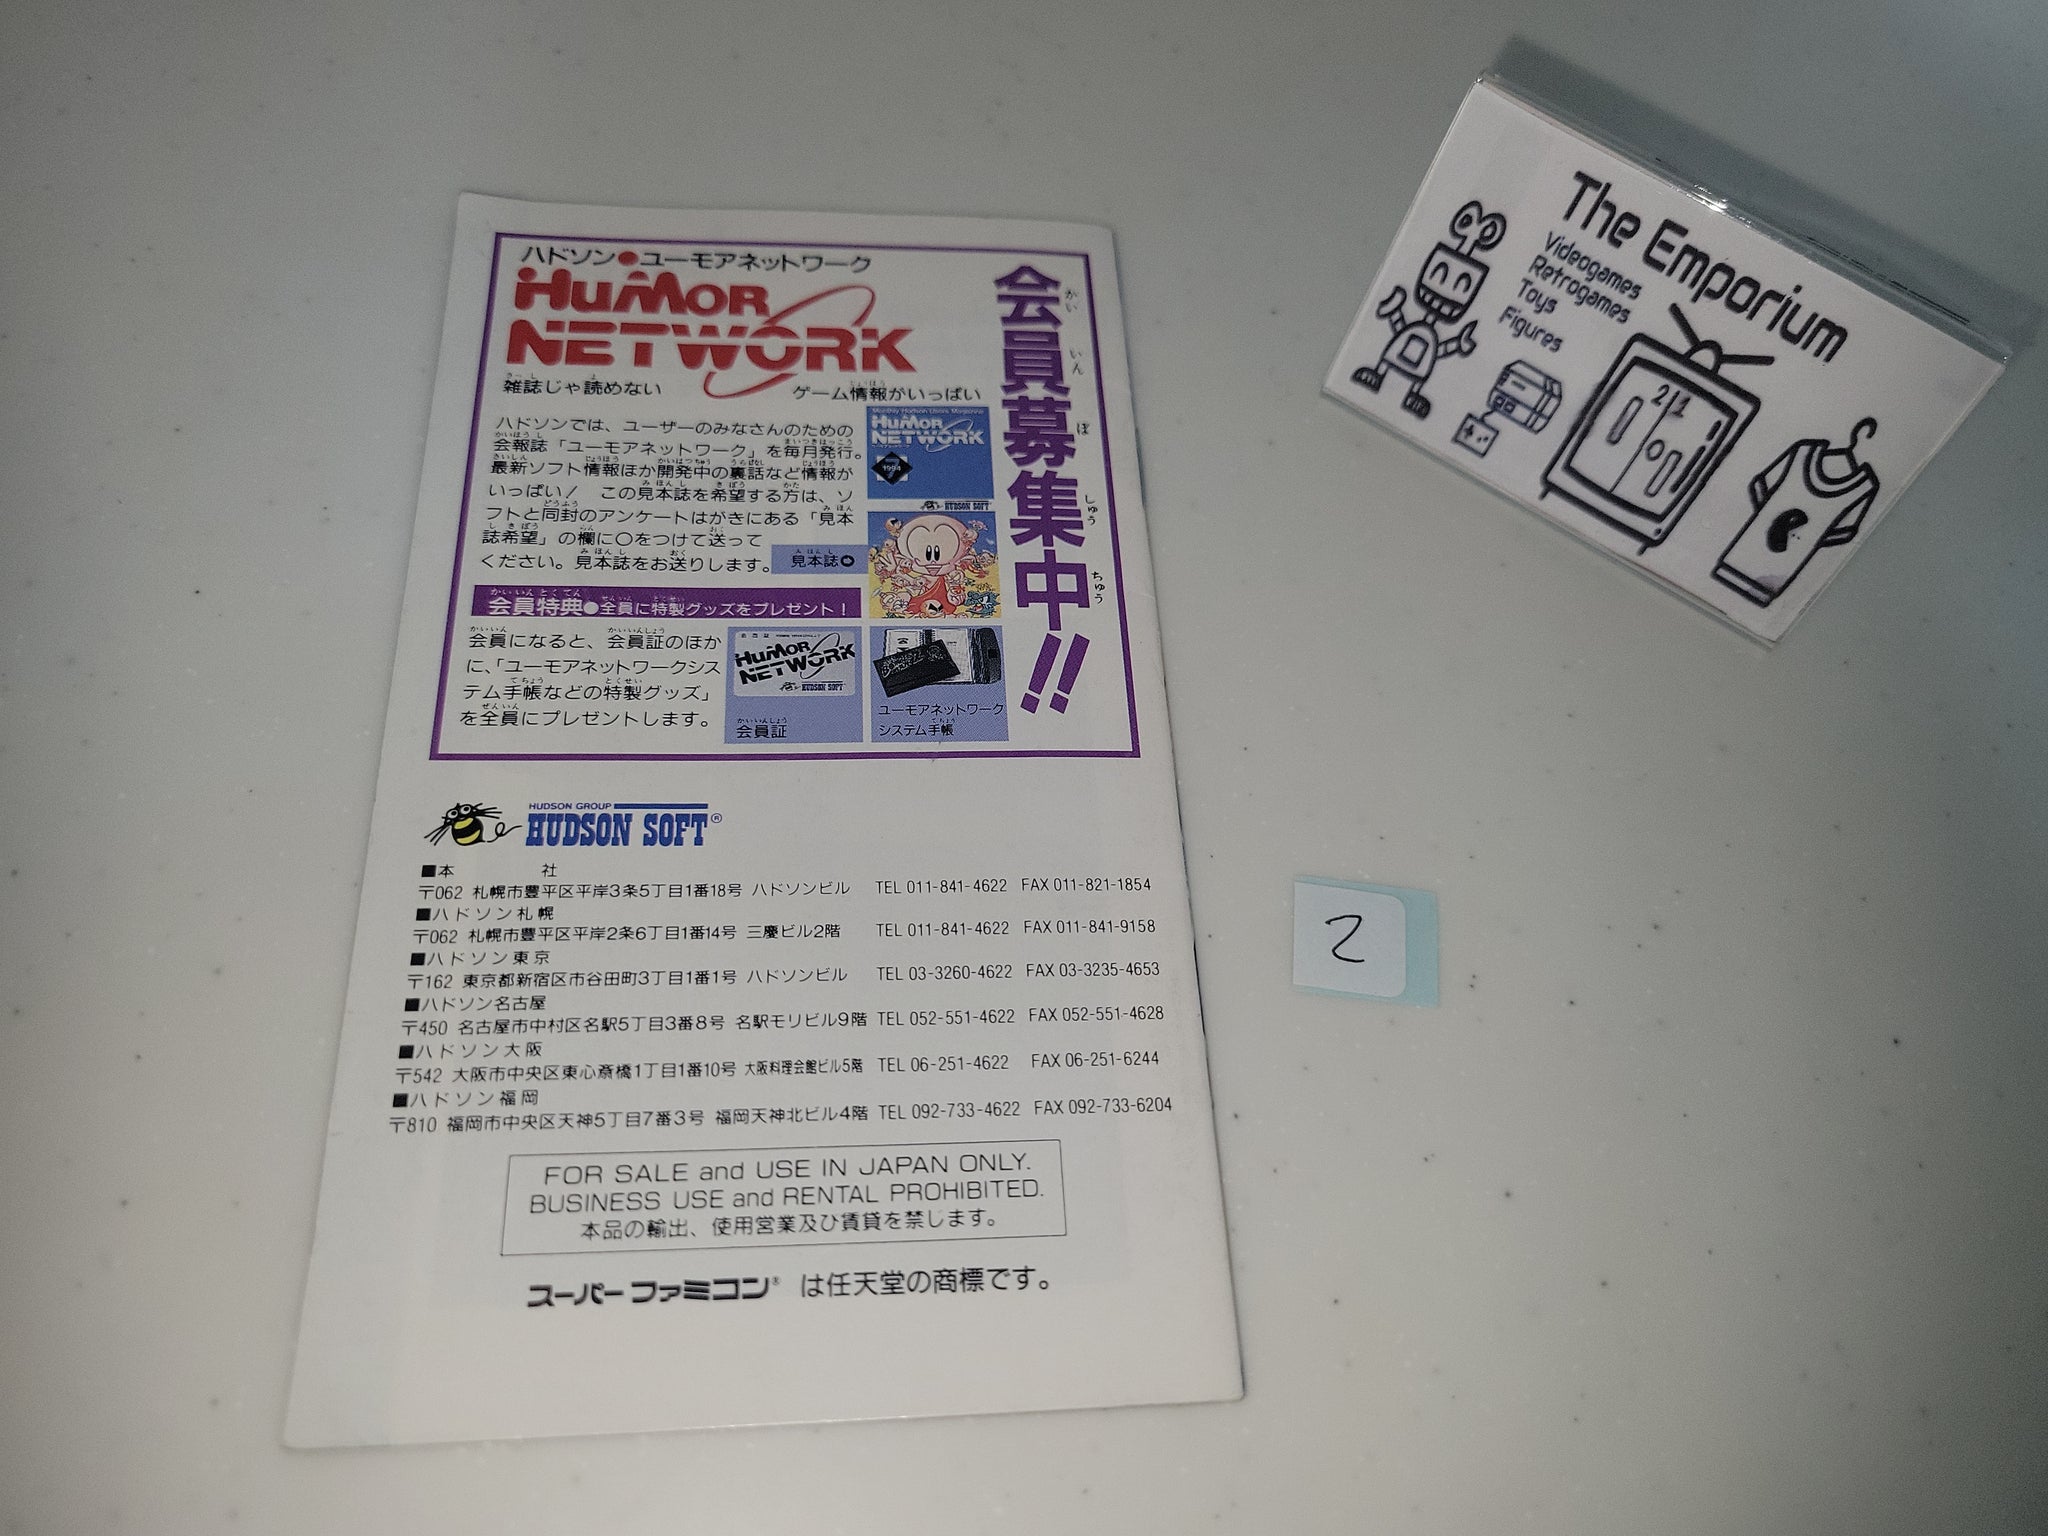 ハドソン●ユーモアネットワーク
HuMOR
NETWORK
会員募集中!!
かいいんぼしゅうちゅう
雑誌じゃ読めない
ゲーム情報がいっぱい
ハドソンでは、ユーザーのみなさんのための
会報誌「ユーモアネットワーク」を毎月発行。
最新ソフト情報ほか開発中の裏話など情報が
いっぱい! この見本誌を希望する方は、ソ
フトと同封のアンケートはがきにある「見本
誌希望」の欄に〇をつけて送って
ください。見本誌をお送りします。
見本誌
Monthly Hudson Users Magazine
HuMOR
NETWORK
7
1994
HUDSON SOFT
会員特典●全員に特製グッズをプレゼント!
会員になると、会員証のほか
に、「ユーモアネットワークシス
テム手帳などの特製グッズ」
を全員にプレゼントします。
HuMOR
NETWORK
HUDSON SOFT
会員証
ユーモアネットワーク
システム手帳
HUDSON GROUP
HUDSON SOFT®
■本 社
〒062 札幌市豊平区平岸3条5丁目1番18号 ハドソンビル TEL 011-841-4622 FAX 011-821-1854
■ハドソン札幌
〒062 札幌市豊平区平岸2条6丁目1番14号 三慶ビル2階 TEL 011-841-4622 FAX 011-841-9158
■ハドソン東京
〒162 東京都新宿区市谷田町3丁目1番1号 ハドソンビル TEL 03-3260-4622 FAX 03-3235-4653
■ハドソン名古屋
〒450 名古屋市中村区名駅5丁目3番8号 名駅モリビル9階 TEL 052-551-4622 FAX 052-551-4628
■ハドソン大阪
〒542 大阪市中央区東心斎橋1丁目1番10号 大阪料理会館ビル5階 TEL 06-251-4622 FAX 06-251-6244
■ハドソン福岡
〒810 福岡市中央区天神5丁目7番3号 福岡天神北ビル4階 TEL 092-733-4622 FAX 092-733-6204
FOR SALE and USE IN JAPAN ONLY.
BUSINESS USE and RENTAL PROHIBITED.
本品の輸出、使用営業及び賃貸を禁じます。
スーパーファミコン® は任天堂の商標です。
The Emporium
Videogames
Retrogames
Toys
Figures
21
2